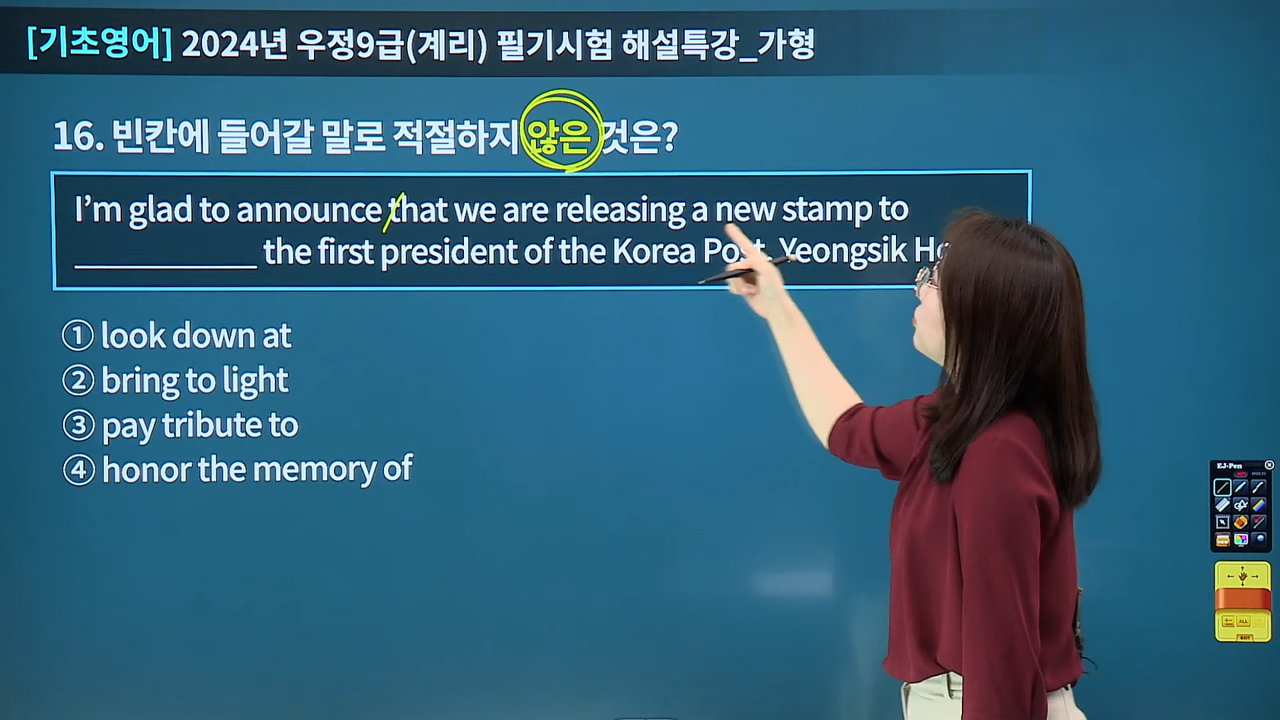 [기초영어] 2024년 우정9급(계리) 필기시험 해설특강_가형
16. 빈칸에 들어갈 말로 적절하지 않은 것은?
I'm glad to announce that we are releasing a new stamp to
__________ the first president of the Korea Post, Yeongsik
① look down at
② bring to light
③ pay tribute to
④ honor the memory of
EJ-Pen
ALL
EXIT